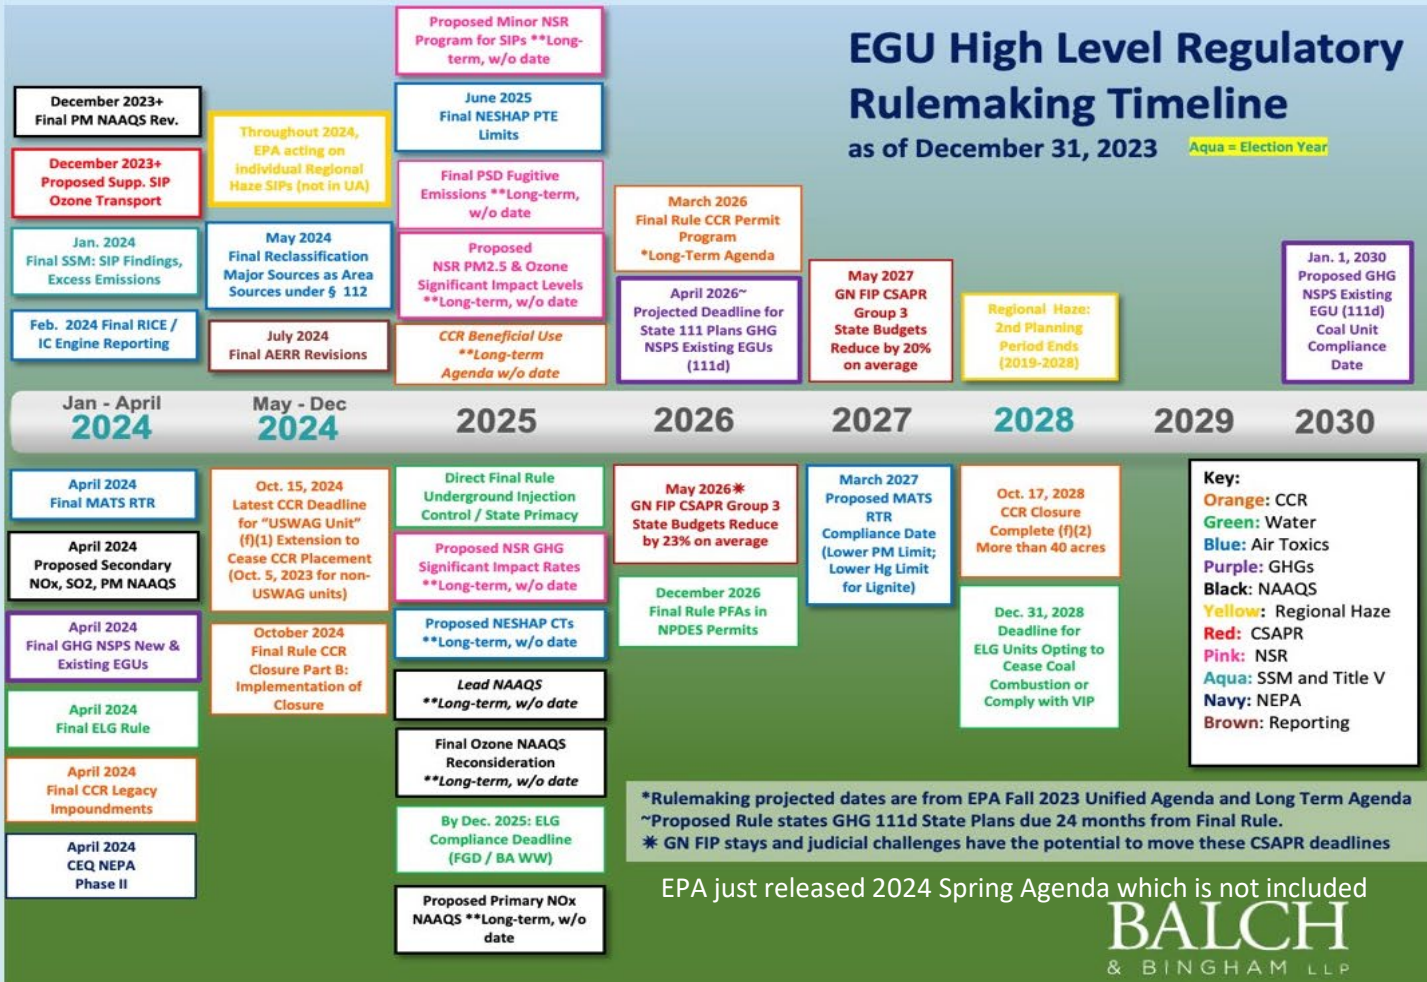 EGU High Level Regulatory
Rulemaking Timeline
as of December 31, 2023
Aqua = Election Year
December 2023+
Final PM NAAQS Rev.
December 2023+
Proposed Supp. SIP
Ozone Transport
Jan. 2024
Final SSM: SIP Findings,
Excess Emissions
Feb. 2024 Final RICE /
IC Engine Reporting
Throughout 2024,
EPA acting on
individual Regional
Haze SIPs (not in UA)
May 2024
Final Reclassification
Major Sources as Area
Sources under § 112
July 2024
Final AERR Revisions
Proposed Minor NSR
Program for SIPs **Long-
term, w/o date
June 2025
Final NESHAP PTE
Limits
Final PSD Fugitive
Emissions **Long-term,
w/o date
Proposed
NSR PM2.5 & Ozone
Significant Impact Levels
**Long-term, w/o date
CCR Beneficial Use
**Long-term
Agenda w/o date
March 2026
Final Rule CCR Permit
Program
*Long-Term Agenda
April 2026~
Projected Deadline for
State 111 Plans GHG
NSPS Existing EGUs
(111d)
May 2027
GN FIP CSAPR
Group 3
State Budgets
Reduce by 20%
on average
Regional Haze:
2nd Planning
Period Ends
(2019-2028)
Jan. 1, 2030
Proposed GHG
NSPS Existing
EGU (111d)
Coal Unit
Compliance
Date
Jan - April
2024
May - Dec
2024
2025
2026
2027
2028
2029
2030
April 2024
Final MATS RTR
April 2024
Proposed Secondary
NOx, SO2, PM NAAQS
April 2024
Final GHG NSPS New &
Existing EGUs
April 2024
Final ELG Rule
April 2024
Final CCR Legacy
Impoundments
April 2024
CEQ NEPA
Phase II
Oct. 15, 2024
Latest CCR Deadline
for “USWAG Unit”
(f)(1) Extension to
Cease CCR Placement
(Oct. 5, 2023 for non-
USWAG units)
October 2024
Final Rule CCR
Closure Part B:
Implementation of
Closure
Direct Final Rule
Underground Injection
Control / State Primacy
Proposed NSR GHG
Significant Impact Rates
**Long-term, w/o date
Proposed NESHAP CTs
**Long-term, w/o date
Lead NAAQS
**Long-term, w/o date
Final Ozone NAAQS
Reconsideration
**Long-term, w/o date
By Dec. 2025: ELG
Compliance Deadline
(FGD / BA WW)
Proposed Primary NOx
NAAQS **Long-term, w/o
date
May 2026✷
GN FIP CSAPR Group 3
State Budgets Reduce
by 23% on average
December 2026
Final Rule PFAs in
NPDES Permits
March 2027
Proposed MATS
RTR
Compliance Date
(Lower PM Limit;
Lower Hg Limit
for Lignite)
Oct. 17, 2028
CCR Closure
Complete (f)(2)
More than 40 acres
Dec. 31, 2028
Deadline for
ELG Units Opting to
Cease Coal
Combustion or
Comply with VIP
Key:
Orange: CCR
Green: Water
Blue: Air Toxics
Purple: GHGs
Black: NAAQS
Yellow: Regional Haze
Red: CSAPR
Pink: NSR
Aqua: SSM and Title V
Navy: NEPA
Brown: Reporting
*Rulemaking projected dates are from EPA Fall 2023 Unified Agenda and Long Term Agenda
~Proposed Rule states GHG 111d State Plans due 24 months from Final Rule.
✷ GN FIP stays and judicial challenges have the potential to move these CSAPR deadlines
EPA just released 2024 Spring Agenda which is not included
BALCH
& BINGHAM LLP